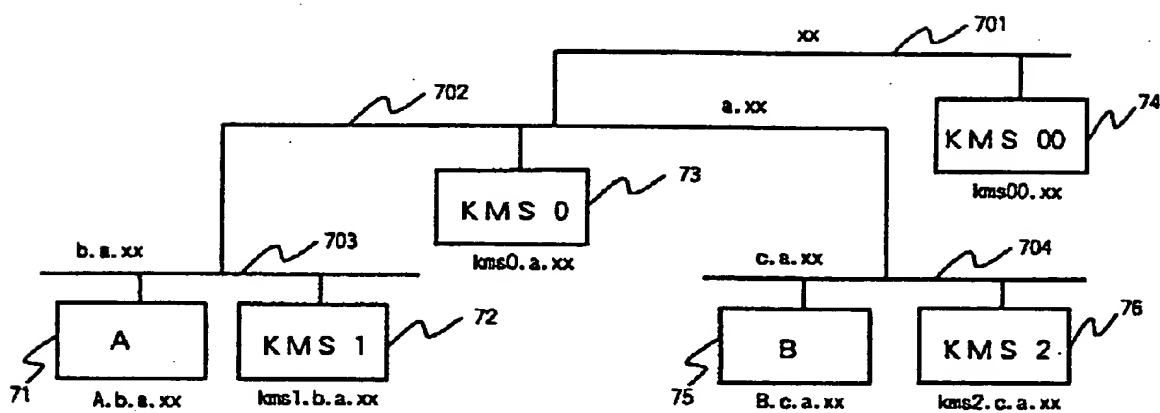 xx
701
702
a.xx
74
KMS 00
kms00.xx
73
KMS 0
kms0.a.xx
b.a.xx
703
c.a.xx
704
A
KMS 1
72
B
KMS 2
76
71
A.b.a.xx
kms1.b.a.xx
75
B.c.a.xx
kms2.c.a.xx